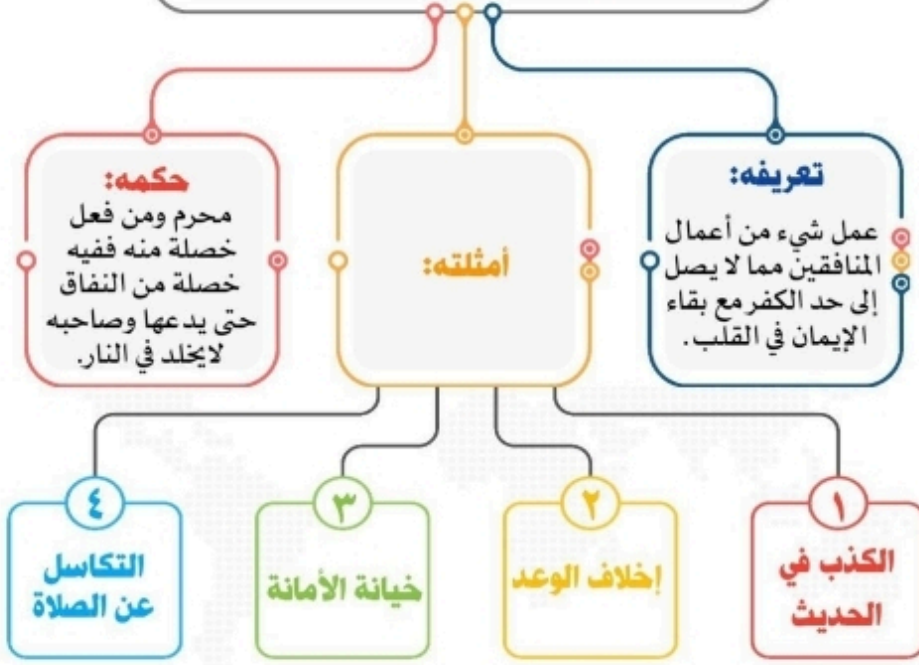 تعريفه:
عمل شيء من أعمال
المنافقين مما لا يصل
إلى حد الكفر مع بقاء
الإيمان في القلب.
أمثلته:
حكمه:
محرم ومن فعل
خصلة منه ففيه
خصلة من النفاق
حتى يدعها وصاحبه
لايخلد في النار.
١
الكذب في
الحديث
٢
إخلاف الوعد
٣
خيانة الأمانة
٤
التكاسل
عن الصلاة